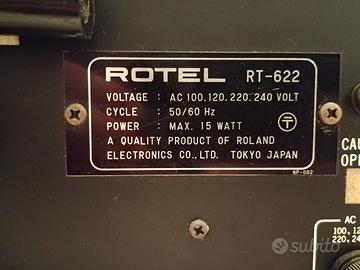 ROTEL RT-622
VOLTAGE : AC 100.120.220.240 VOLT
CYCLE : 50/60 Hz
POWER : MAX. 15 WATT
T
A QUALITY PRODUCT OF ROLAND
ELECTRONICS CO., LTD. TOKYO JAPAN
NP-002
CAU
OPE
AC
100.12
220.24
subito